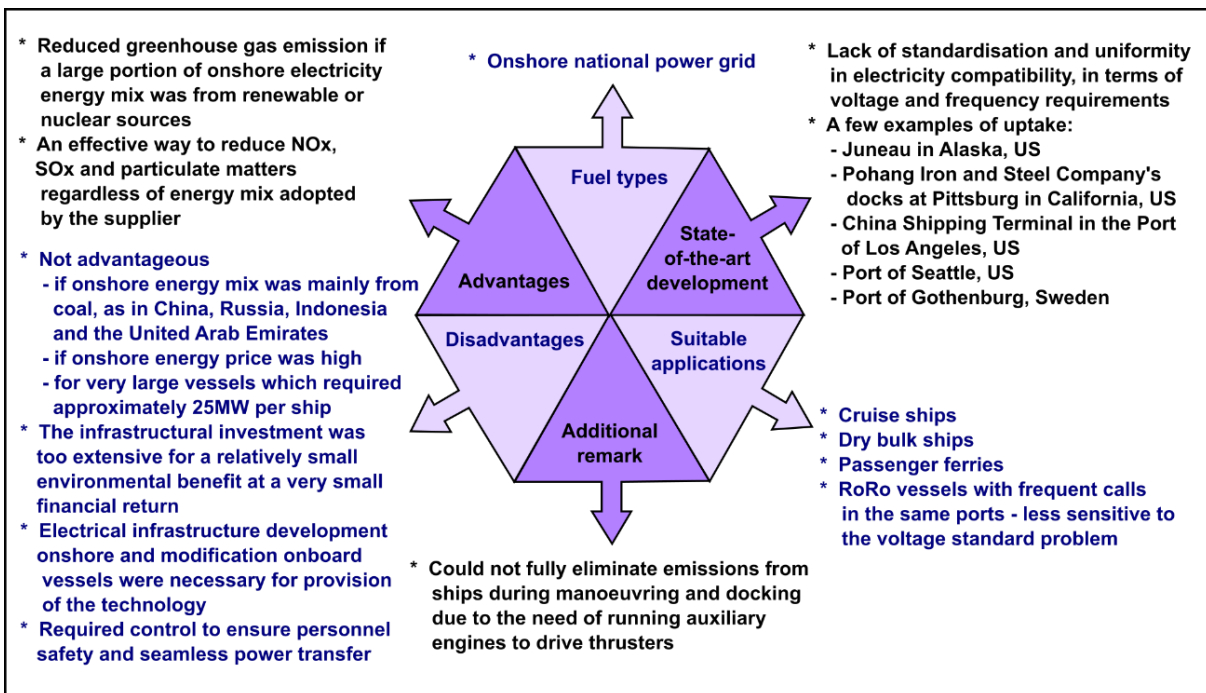 * Reduced greenhouse gas emission if
a large portion of onshore electricity
energy mix was from renewable or
nuclear sources
* An effective way to reduce NOx,
SOx and particulate matters
regardless of energy mix adopted
by the supplier
* Not advantageous
- if onshore energy mix was mainly from
coal, as in China, Russia, Indonesia
and the United Arab Emirates
- if onshore energy price was high
- for very large vessels which required
approximately 25MW per ship
* The infrastructural investment was
too extensive for a relatively small
environmental benefit at a very small
financial return
* Electrical infrastructure development
onshore and modification onboard
vessels were necessary for provision
of the technology
* Required control to ensure personnel
safety and seamless power transfer
* Onshore national power grid
Fuel types
Advantages
State-
of-the-art
development
Disadvantages
Suitable
applications
Additional
remark
* Could not fully eliminate emissions from
ships during manoeuvring and docking
due to the need of running auxiliary
engines to drive thrusters
* Lack of standardisation and uniformity
in electricity compatibility, in terms of
voltage and frequency requirements
* A few examples of uptake:
- Juneau in Alaska, US
- Pohang Iron and Steel Company's
docks at Pittsburg in California, US
- China Shipping Terminal in the Port
of Los Angeles, US
- Port of Seattle, US
- Port of Gothenburg, Sweden
* Cruise ships
* Dry bulk ships
* Passenger ferries
* RoRo vessels with frequent calls
in the same ports - less sensitive to
the voltage standard problem